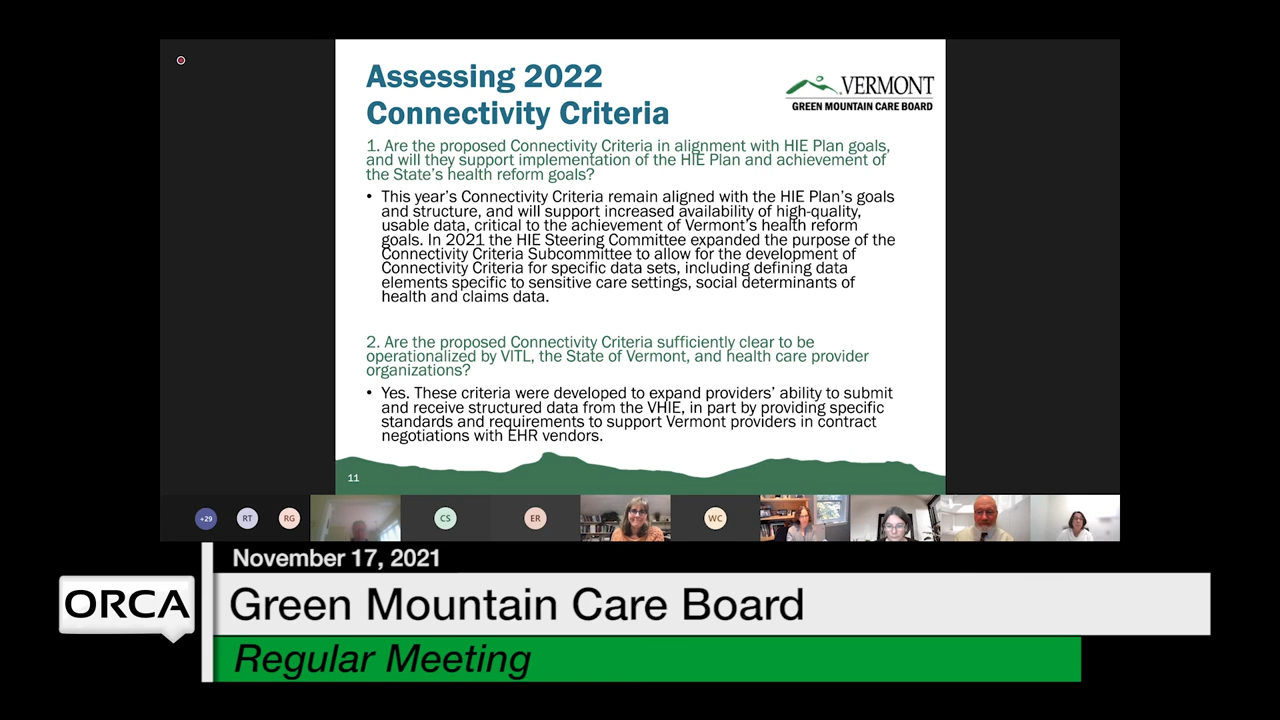 Assessing 2022
Connectivity Criteria
VERMONT
GREEN MOUNTAIN CARE BOARD
1. Are the proposed Connectivity Criteria in alignment with HIE Plan goals,
and will they support implementation of the HIE Plan and achievement of
the State's health reform goals?
• This year's Connectivity Criteria remain aligned with the HIE Plan's goals
and structure, and will support increased availability of high-quality,
usable data, critical to the achievement of Vermont's health reform
goals. In 2021 the HIE Steering Committee expanded the purpose of the
Connectivity Criteria Subcommittee to allow for the development of
Connectivity Criteria for specific data sets, including defining data
elements specific to sensitive care settings, social determinants of
health and claims data.
2. Are the proposed Connectivity Criteria sufficiently clear to be
operationalized by VITL, the State of Vermont, and health care provider
organizations?
• Yes. These criteria were developed to expand providers' ability to submit
and receive structured data from the VHIE, in part by providing specific
standards and requirements to support Vermont providers in contract
negotiations with EHR vendors.
11
+29 RT RG CS ER WC
November 17, 2021
ORCA
Green Mountain Care Board
Regular Meeting